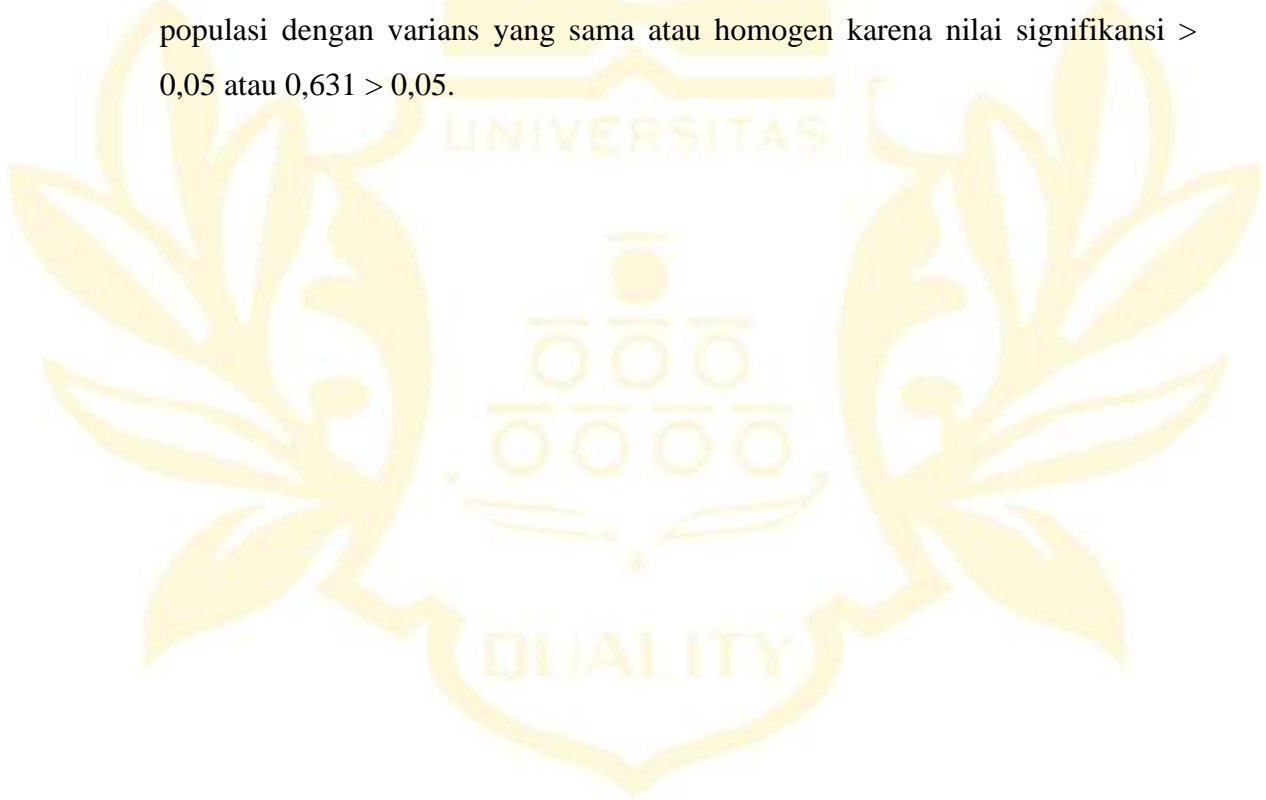 populasi dengan varians yang sama atau homogen karena nilai signifikansi >
0,05 atau 0,631 > 0,05.
UNIVERSITAS
QUALITY